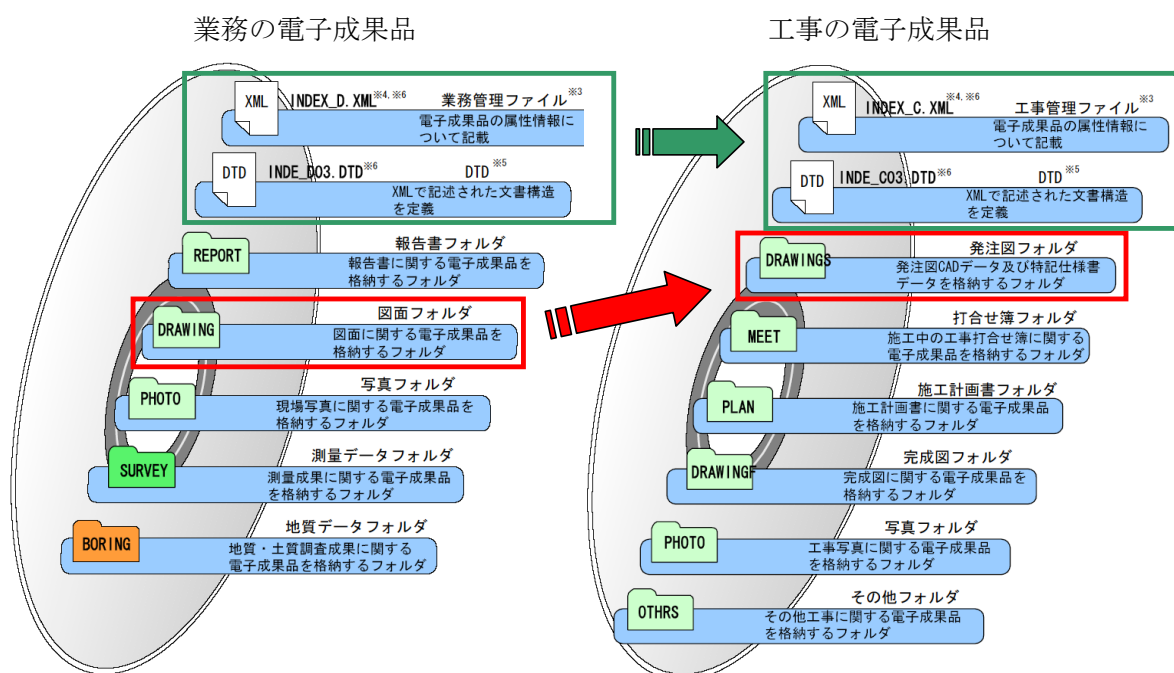 業務の電子成果品
XML
INDEX_D.XML※4,※6 業務管理ファイル※3
電子成果品の属性情報に
ついて記載
DTD
INDE_D03.DTD※6 DTD※5
XMLで記述された文書構造
を定義
報告書フォルダ
REPORT
報告書に関する電子成果品を
格納するフォルダ
図面フォルダ
DRAWING
図面に関する電子成果品を
格納するフォルダ
写真フォルダ
PHOTO
現場写真に関する電子成果品を
格納するフォルダ
測量データフォルダ
SURVEY
測量成果に関する電子成果品
を格納するフォルダ
地質データフォルダ
BORING
地質・土質調査成果に関する
電子成果品を格納するフォルダ
工事の電子成果品
XML
INDEX_C.XML※4,※6 工事管理ファイル※3
電子成果品の属性情報に
ついて記載
DTD
INDE_C03.DTD※6 DTD※5
XMLで記述された文書構造
を定義
発注図フォルダ
DRAWINGS
発注図CADデータ及び特記仕様書
データを格納するフォルダ
打合せ簿フォルダ
MEET
施工中の工事打合せ簿に関する
電子成果品を格納するフォルダ
施工計画書フォルダ
PLAN
施工計画書に関する電子成果品
を格納するフォルダ
完成図フォルダ
DRAWINGF
完成図に関する電子成果品を
格納するフォルダ
写真フォルダ
PHOTO
工事写真に関する電子成果品
を格納するフォルダ
その他フォルダ
OTHRS
その他工事に関する電子成果品
を格納するフォルダ